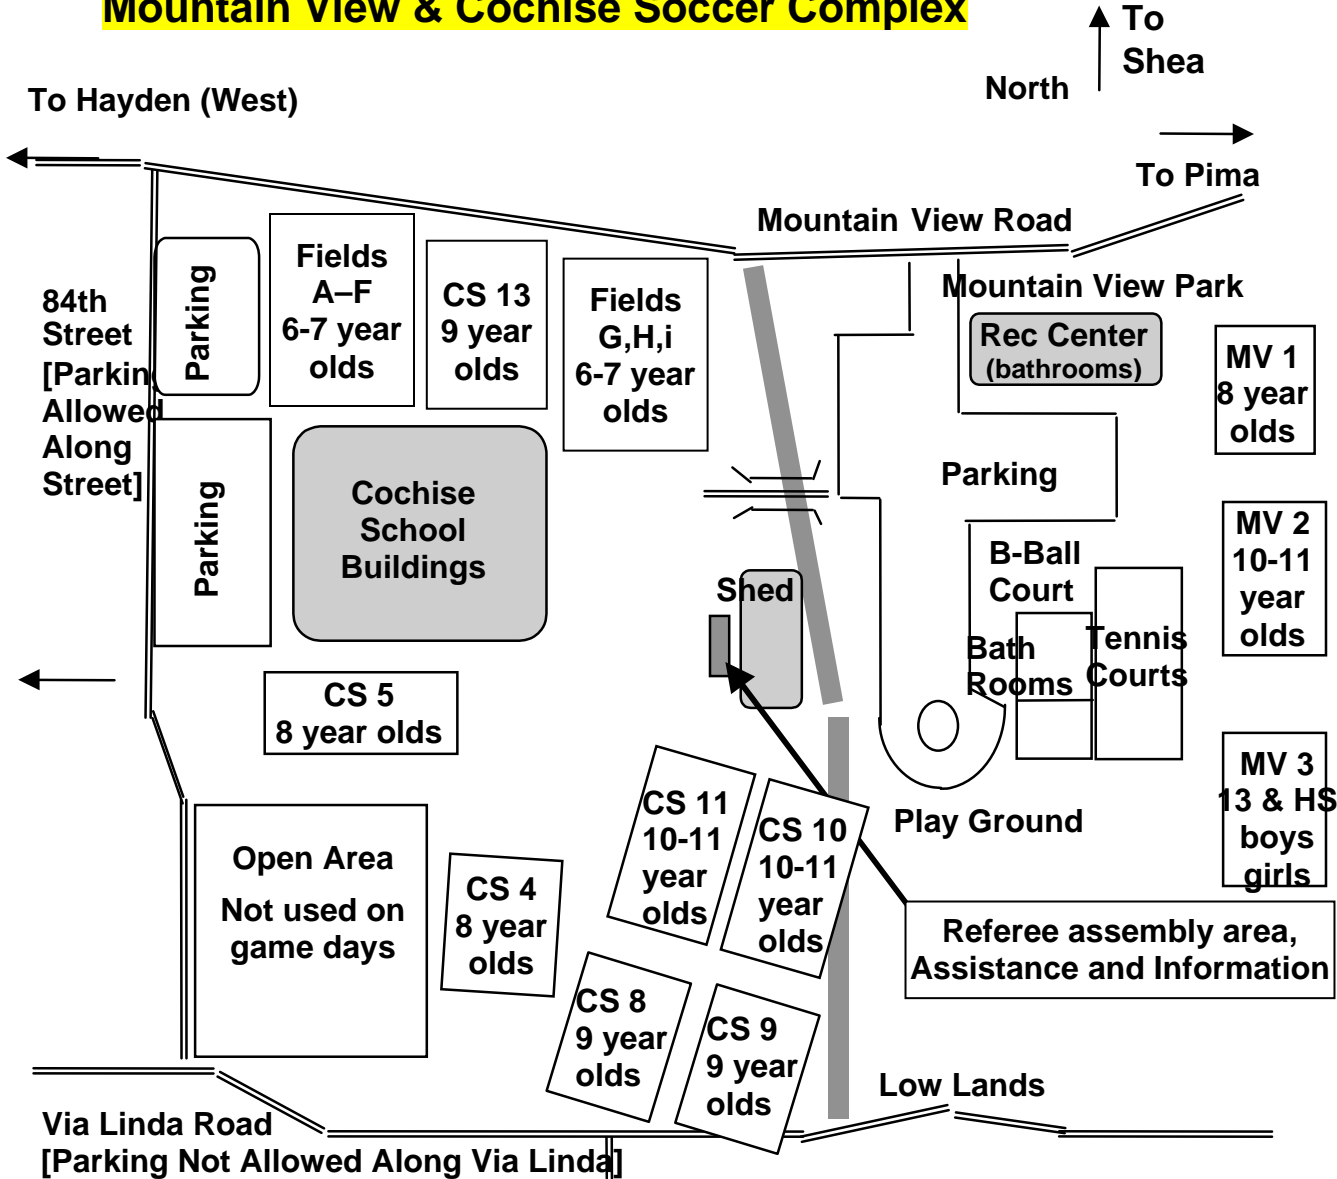 Mountain View & Cochise Soccer Complex
To
Shea
North
To Hayden (West)
To Pima
Mountain View Road
84th
Street
[Parking
Allowed
Along
Street]
Parking
Fields
A–F
6-7 year
olds
CS 13
9 year
olds
Fields
G,H,i
6-7 year
olds
Mountain View Park
Rec Center
(bathrooms)
MV 1
8 year
olds
Parking
Cochise
School
Buildings
Parking
MV 2
10-11
year
olds
B-Ball
Court
Shed
Bath
Rooms
Tennis
Courts
CS 5
8 year olds
MV 3
13 & HS
boys
girls
CS 11
10-11
year
olds
CS 10
10-11
year
olds
Play Ground
Open Area
Not used on
game days
CS 4
8 year
olds
Referee assembly area,
Assistance and Information
CS 8
9 year
olds
CS 9
9 year
olds
Low Lands
Via Linda Road
[Parking Not Allowed Along Via Linda]